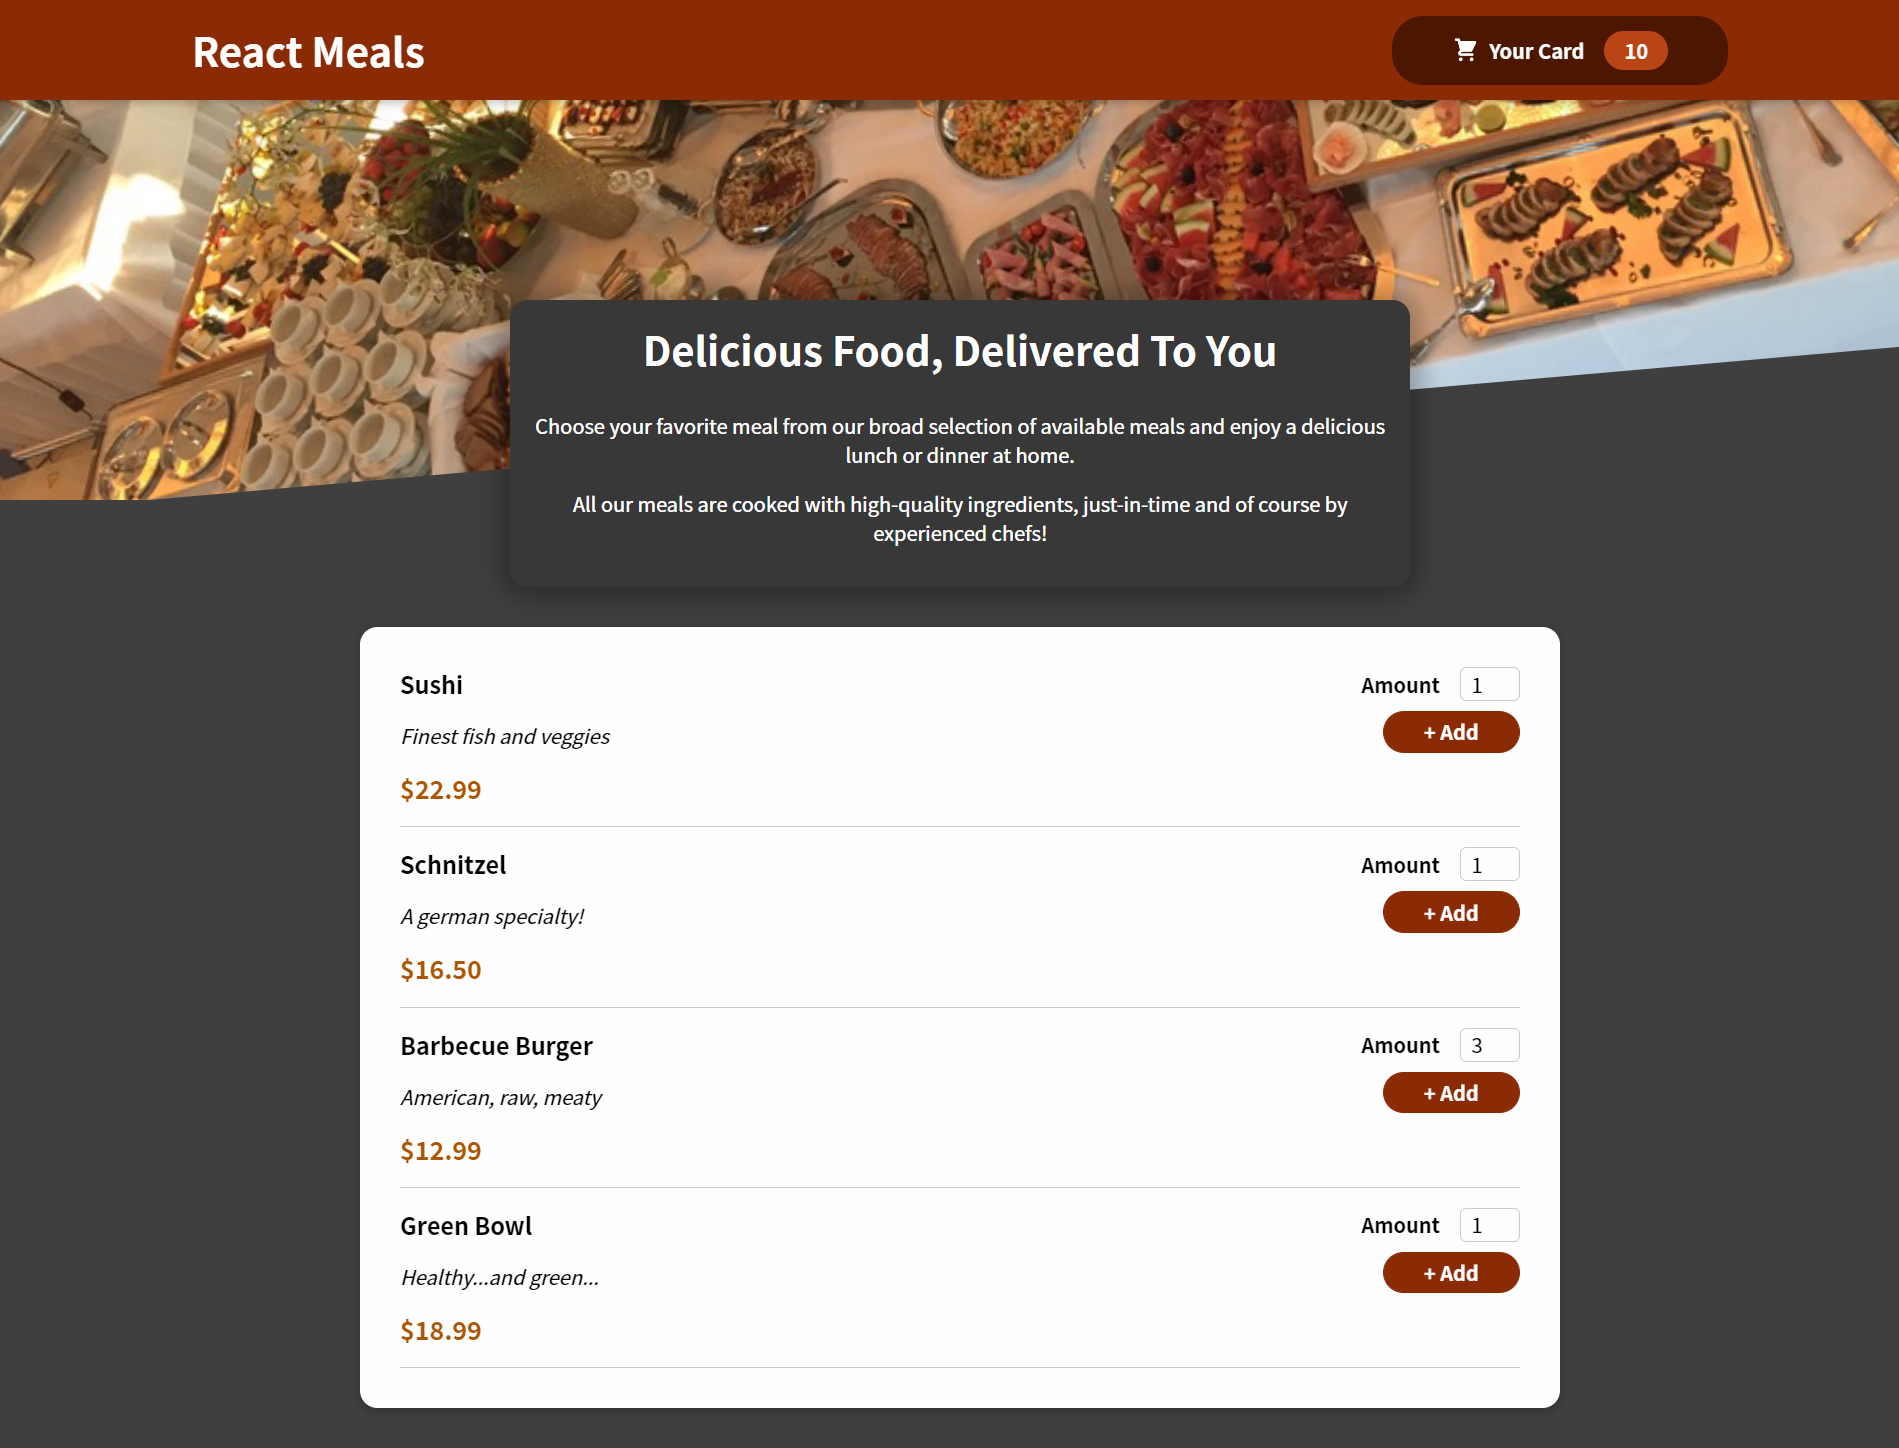 React Meals
Your Card 10
Delicious Food, Delivered To You
Choose your favorite meal from our broad selection of available meals and enjoy a delicious
lunch or dinner at home.
All our meals are cooked with high-quality ingredients, just-in-time and of course by
experienced chefs!
Sushi
Finest fish and veggies
$22.99
Amount 1
+ Add
Schnitzel
A german specialty!
$16.50
Amount 1
+ Add
Barbecue Burger
American, raw, meaty
$12.99
Amount 3
+ Add
Green Bowl
Healthy...and green...
$18.99
Amount 1
+ Add